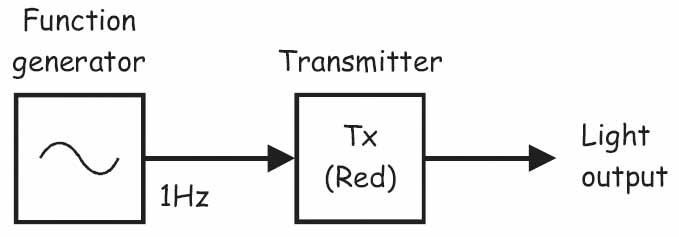 Function
generator
Transmitter
Tx
(Red)
1Hz
Light
output